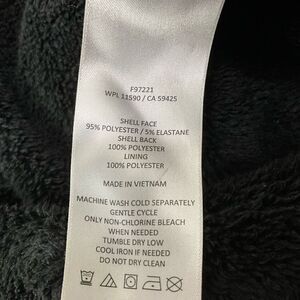 F97221
WPL 11590 / CA 59425
SHELL FACE
95% POLYESTER / 5% ELASTANE
SHELL BACK
100% POLYESTER
LINING
100% POLYESTER
MADE IN VIETNAM
MACHINE WASH COLD SEPARATELY
GENTLE CYCLE
ONLY NON-CHLORINE BLEACH
WHEN NEEDED
TUMBLE DRY LOW
COOL IRON IF NEEDED
DO NOT DRY CLEAN